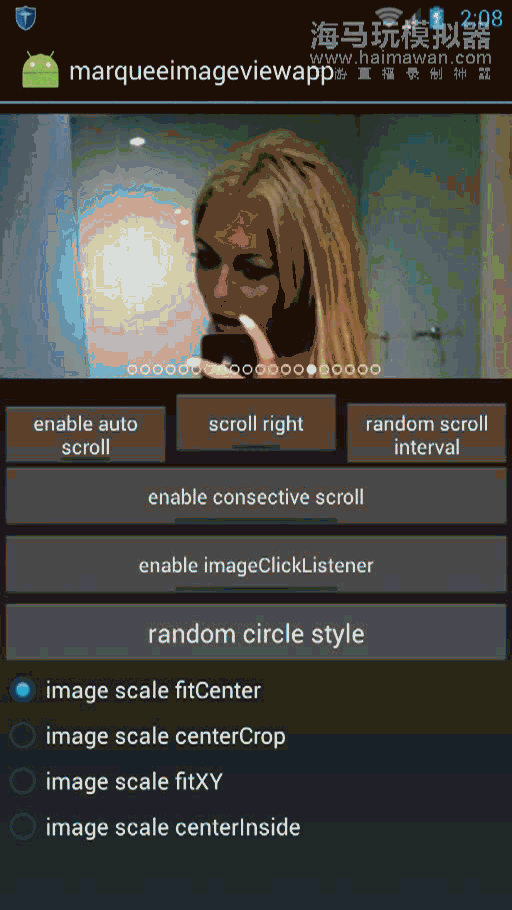 2:08
海马玩模拟器
www.haimawan.com
marqueeimageviewapp
enable auto
scroll
scroll right
random scroll
interval
enable consective scroll
enable imageClickListener
random circle style
image scale fitCenter
image scale centerCrop
image scale fitXY
image scale centerInside